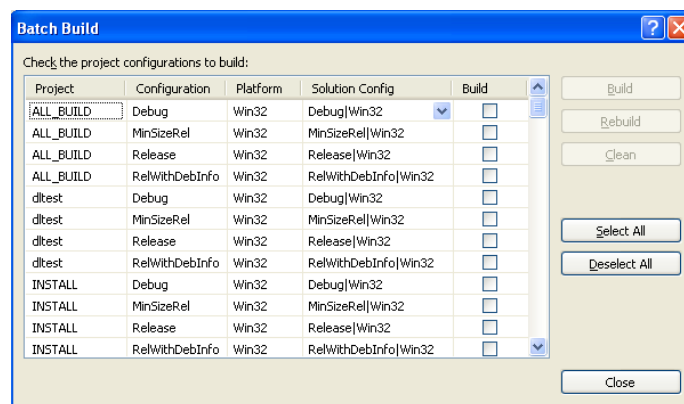 Batch Build
Check the project configurations to build:
Project Configuration Platform Solution Config Build
ALL_BUILD Debug Win32 Debug|Win32
ALL_BUILD MinSizeRel Win32 MinSizeRel|Win32
ALL_BUILD Release Win32 Release|Win32
ALL_BUILD RelWithDebInfo Win32 RelWithDebInfo|Win32
dltest Debug Win32 Debug|Win32
dltest MinSizeRel Win32 MinSizeRel|Win32
dltest Release Win32 Release|Win32
dltest RelWithDebInfo Win32 RelWithDebInfo|Win32
INSTALL Debug Win32 Debug|Win32
INSTALL MinSizeRel Win32 MinSizeRel|Win32
INSTALL Release Win32 Release|Win32
INSTALL RelWithDebInfo Win32 RelWithDebInfo|Win32
Build
Rebuild
Clean
Select All
Deselect All
Close